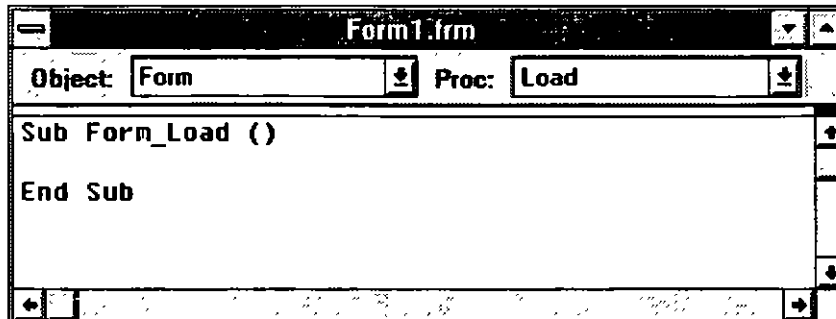 Form1.frm
Object: Form Proc: Load
Sub Form_Load ()
End Sub